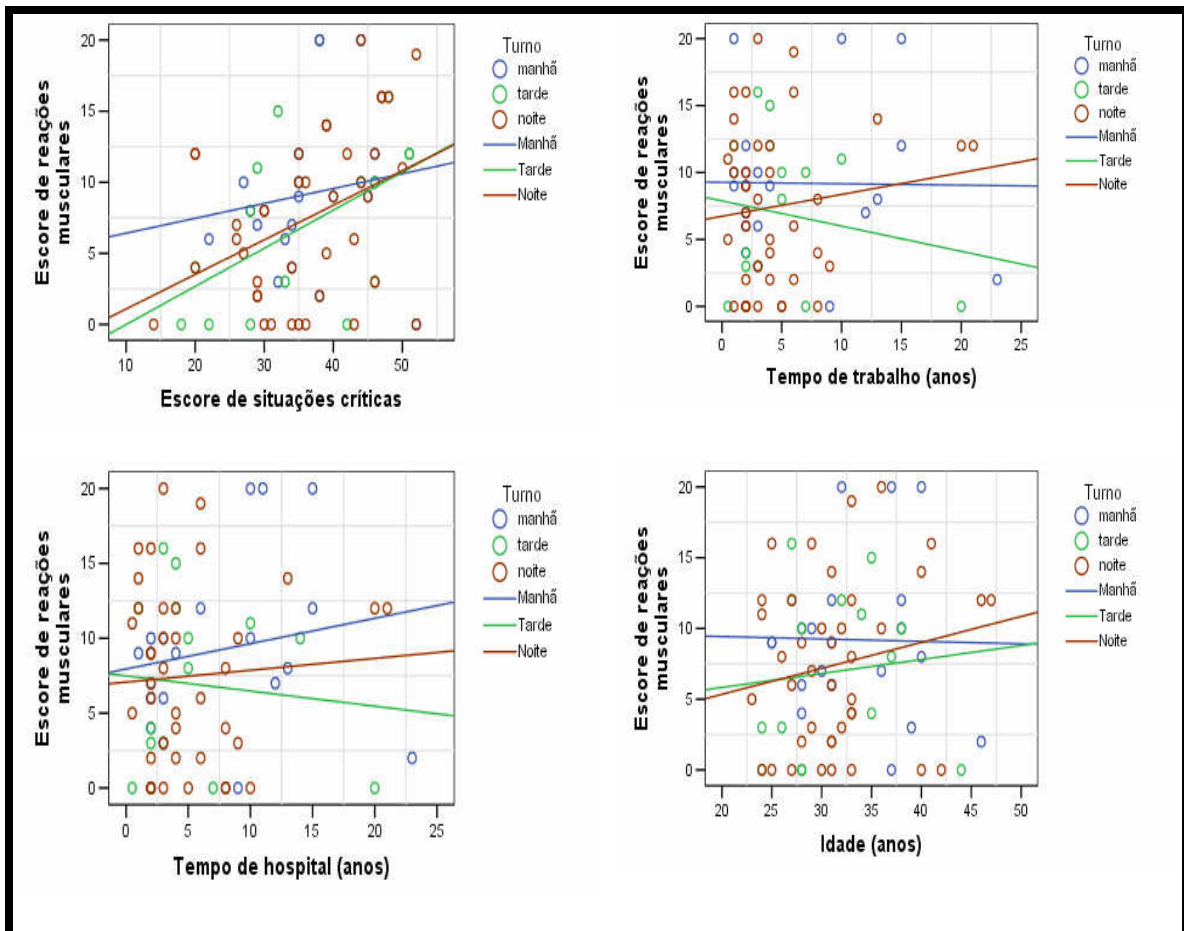 Escore de reações
musculares
20
15
10
5
0
10
20
30
40
50
Escore de situações críticas
Turno
manhã
tarde
noite
Manhã
Tarde
Noite
Escore de reações
musculares
20
15
10
5
0
0
5
10
15
20
25
Tempo de trabalho (anos)
Turno
manhã
tarde
noite
Manhã
Tarde
Noite
Escore de reações
musculares
20
15
10
5
0
0
5
10
15
20
25
Tempo de hospital (anos)
Turno
manhã
tarde
noite
Manhã
Tarde
Noite
Escore de reações
musculares
20
15
10
5
0
20
25
30
35
40
45
50
Idade (anos)
Turno
manhã
tarde
noite
Manhã
Tarde
Noite